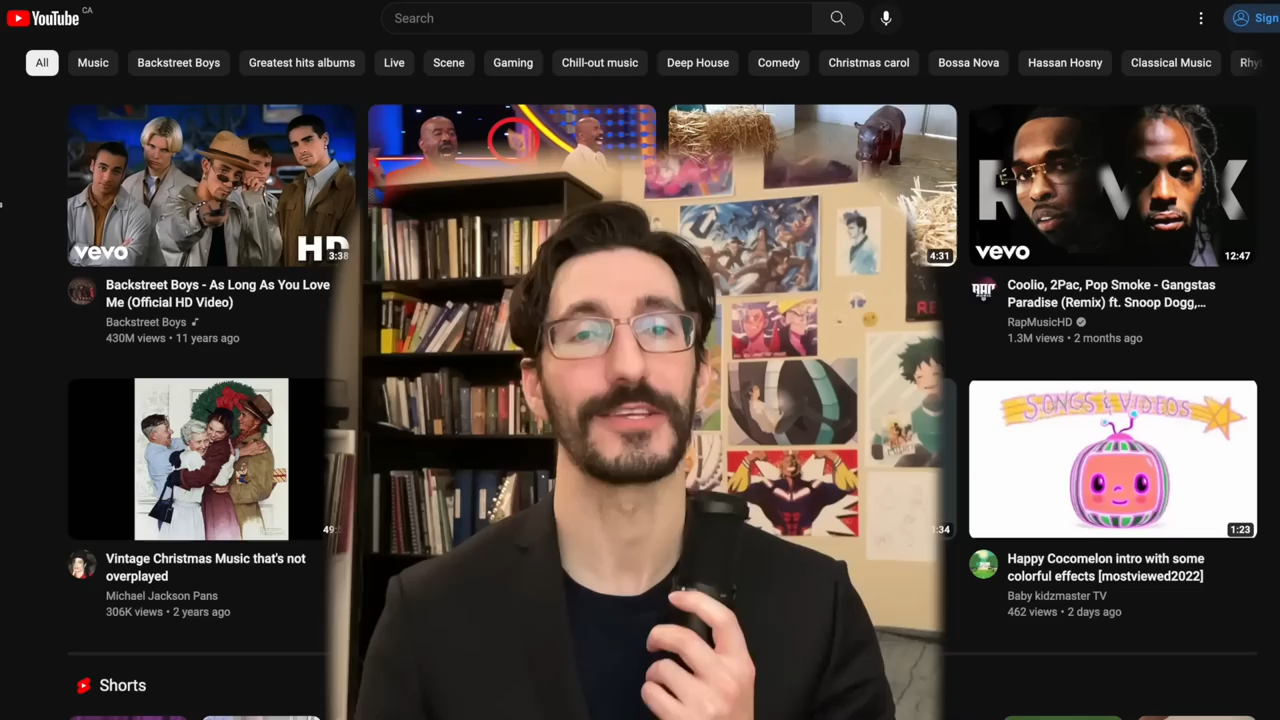 YouTube CA
Search
Sign
All
Music
Backstreet Boys
Greatest hits albums
Live
Scene
Gaming
Chill-out music
Deep House
Comedy
Christmas carol
Bossa Nova
Hassan Hosny
Classical Music
vevo
HD
3:38
4:31
vevo
12:47
Backstreet Boys - As Long As You Love
Me (Official HD Video)
Backstreet Boys
430M views • 11 years ago
Coolio, 2Pac, Pop Smoke - Gangstas
Paradise (Remix) ft. Snoop Dogg,...
RapMusicHD
1.3M views • 2 months ago
SONGS & VIDEOS
1:34
1:23
Vintage Christmas Music that's not
overplayed
Michael Jackson Pans
306K views • 2 years ago
Happy Cocomelon intro with some
colorful effects [mostviewed2022]
Baby kidzmaster TV
462 views • 2 days ago
Shorts